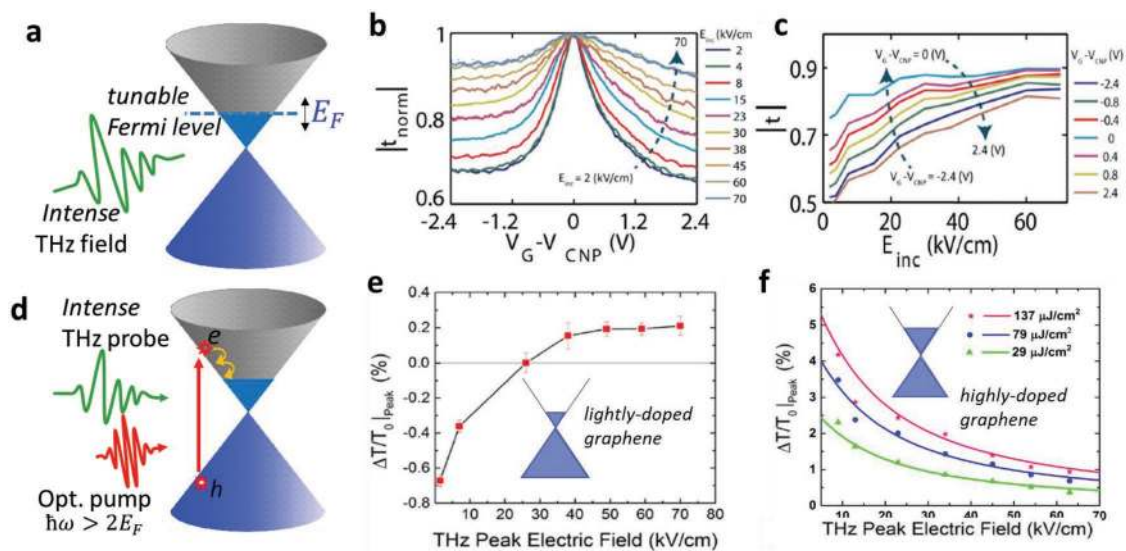 a
tunable
Fermi level
E_F
Intense
THz field
b
|t_norm|
1
0.8
0.6
-2.4 -1.2 0 1.2 2.4
V_G-V_CNP (V)
70
E_inc = 2 (kV/cm)
E_inc (kV/cm)
2
4
8
15
23
30
38
45
60
70
c
|t|
0.9
0.7
0.5
0 20 40 60
E_inc (kV/cm)
V_G-V_CNP = 0 (V)
2.4 (V)
V_G-V_CNP = -2.4 (V)
V_G-V_CNP (V)
-2.4
-0.8
-0.4
0
0.4
0.8
2.4
d
Intense
THz probe
e
h
Opt. pump
ħω > 2E_F
e
ΔT/T_0|_Peak (%)
0.4
0.2
0.0
-0.2
-0.4
-0.6
-0.8
0 10 20 30 40 50 60 70 80
THz Peak Electric Field (kV/cm)
lightly-doped
graphene
f
ΔT/T_0|_Peak (%)
6
5
4
3
2
1
0
10 20 30 40 50 60 70
THz Peak Electric Field (kV/cm)
137 μJ/cm²
79 μJ/cm²
29 μJ/cm²
highly-doped
graphene